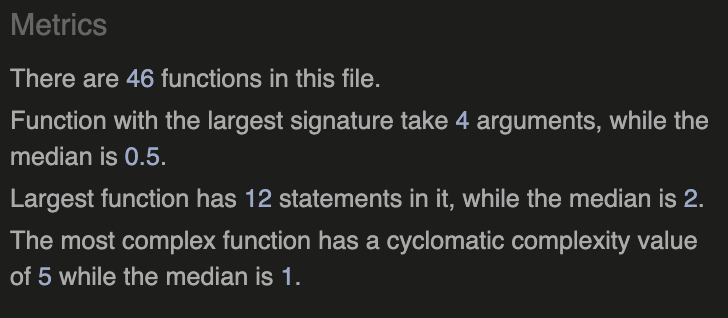 Metrics
There are 46 functions in this file.
Function with the largest signature take 4 arguments, while the
median is 0.5.
Largest function has 12 statements in it, while the median is 2.
The most complex function has a cyclomatic complexity value
of 5 while the median is 1.